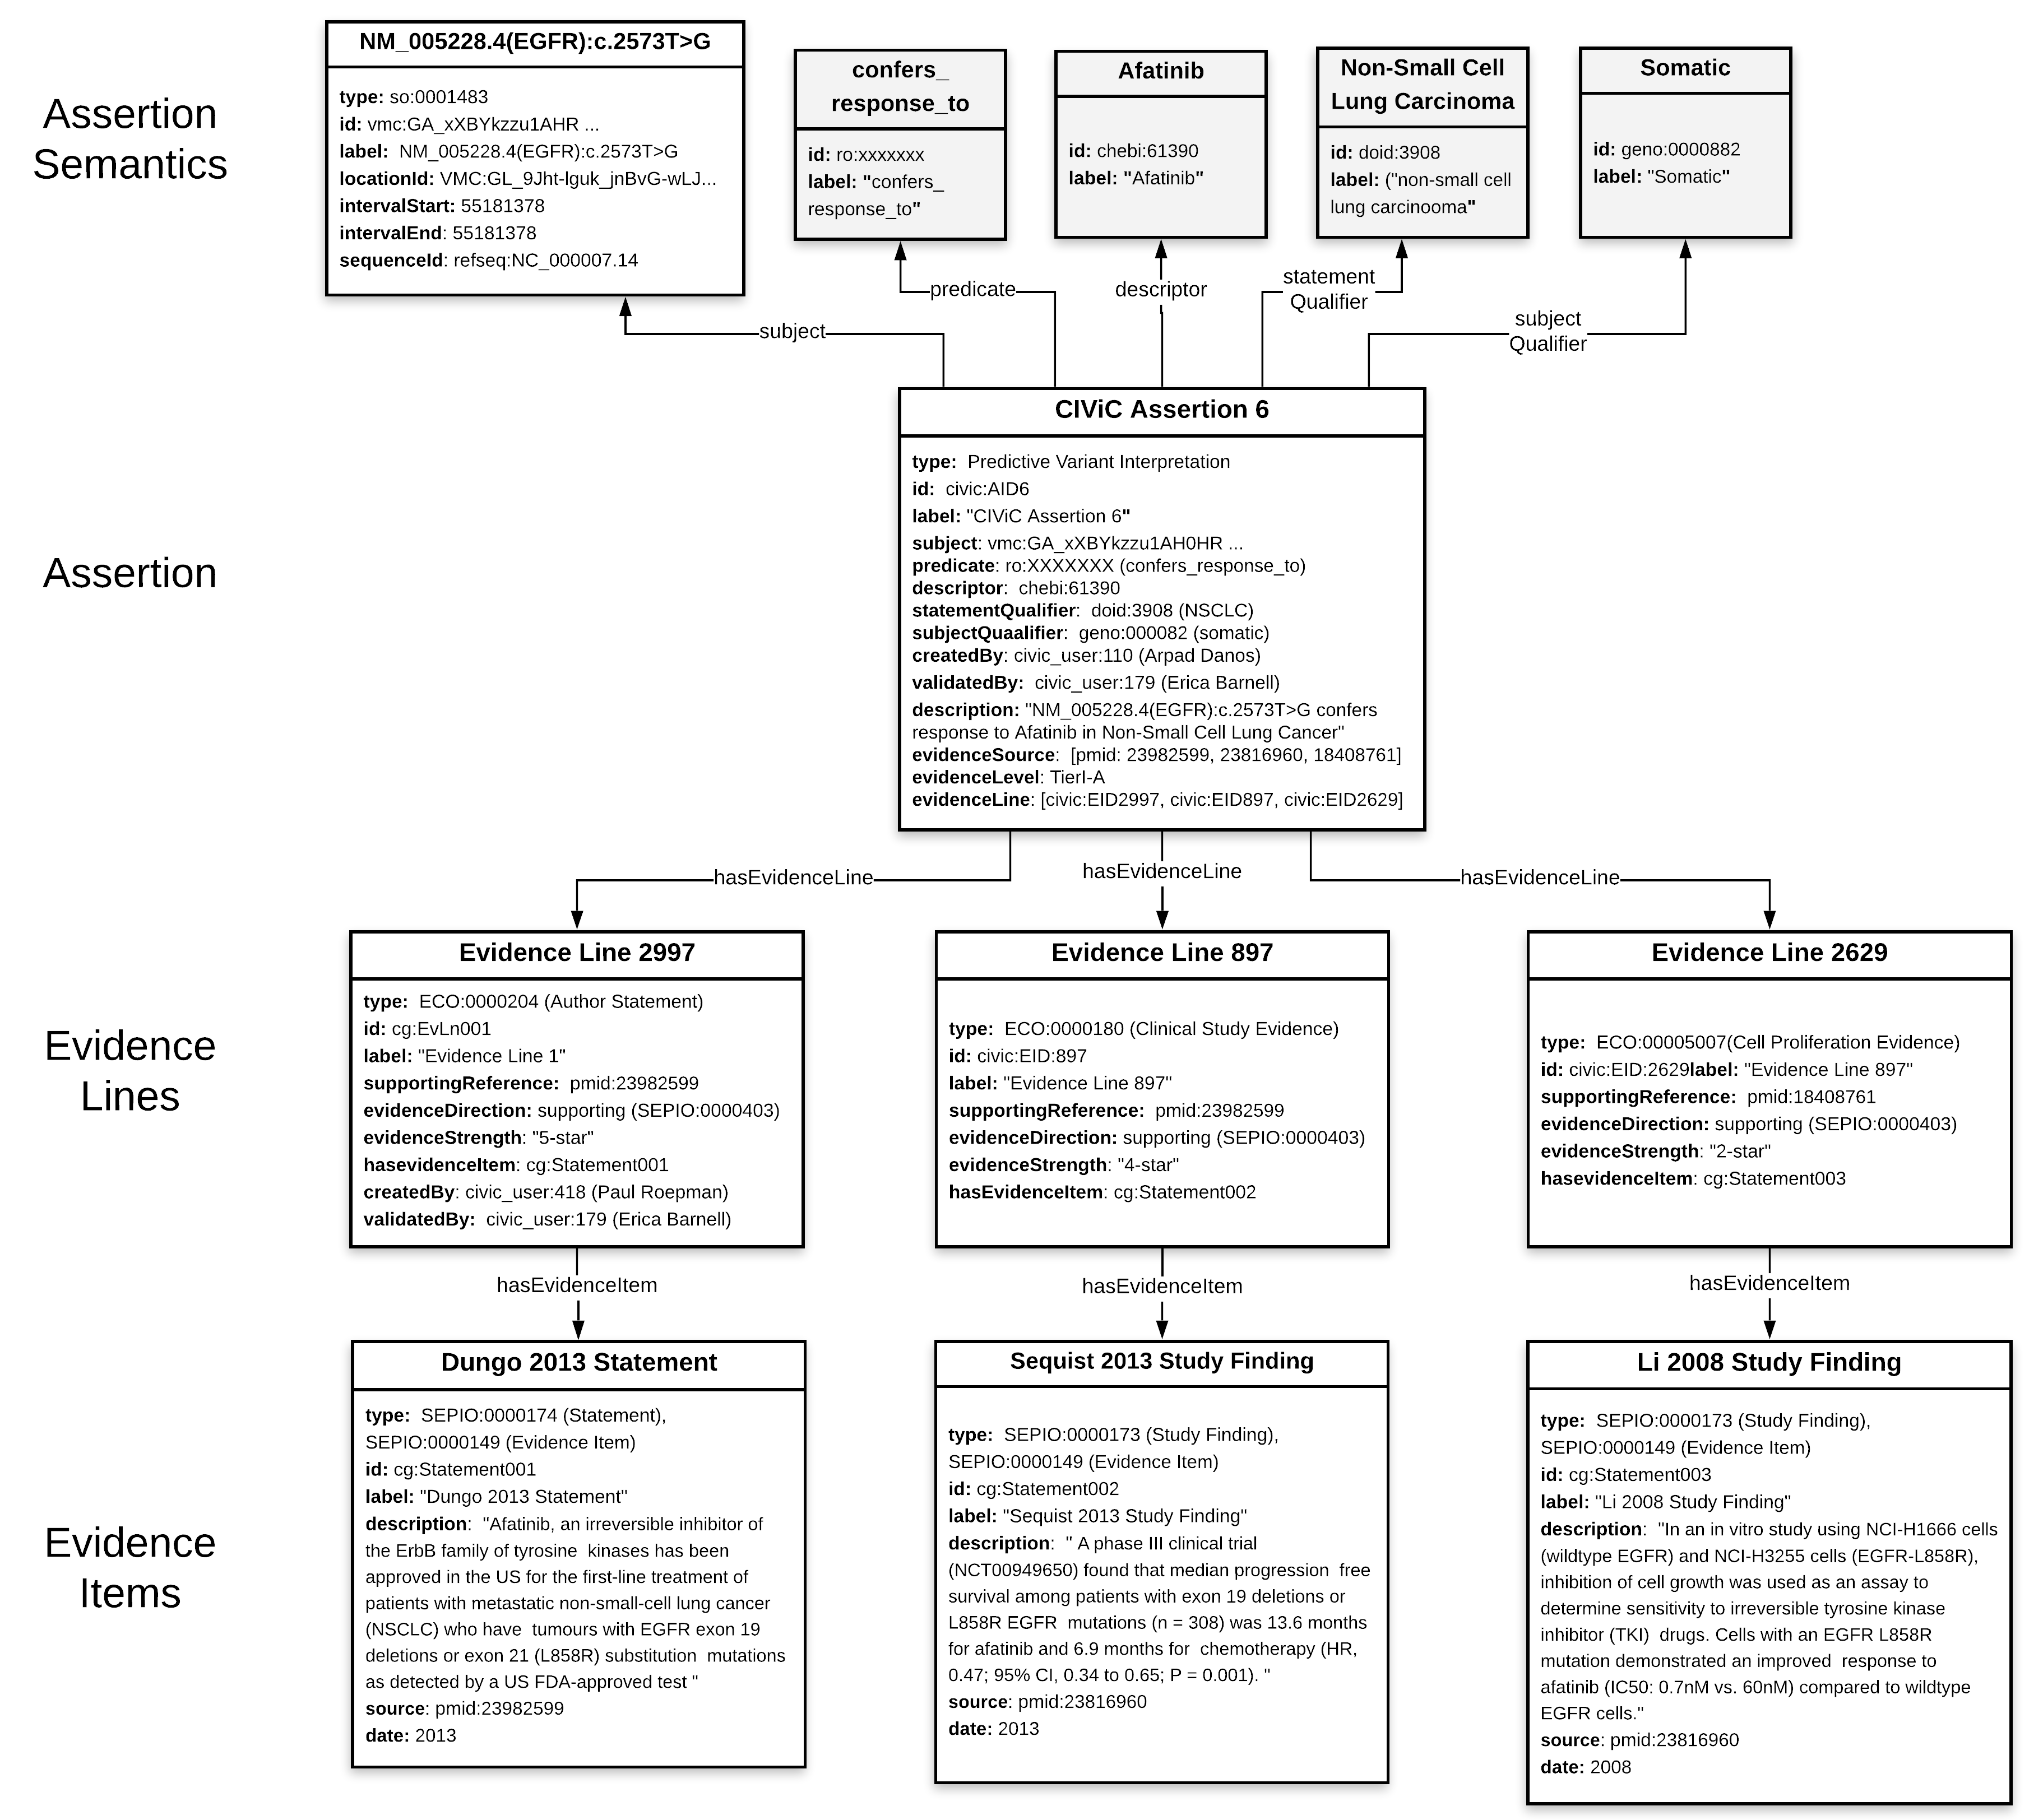 Assertion
Semantics
NM_005228.4(EGFR):c.2573T>G
type: so:0001483
id: vmc:GA_xXBYkzzu1AHR ...
label: NM_005228.4(EGFR):c.2573T>G
locationId: VMC:GL_9Jht-lguk_jnBvG-wLJ...
intervalStart: 55181378
intervalEnd: 55181378
sequenceId: refseq:NC_000007.14
confers_
response_to
id: ro:xxxxxxx
label: "confers_
response_to"
Afatinib
id: chebi:61390
label: "Afatinib"
Non-Small Cell
Lung Carcinoma
id: doid:3908
label: ("non-small cell
lung carcinooma"
Somatic
id: geno:0000882
label: "Somatic"
subject
predicate
descriptor
statement
Qualifier
subject
Qualifier
Assertion
CIViC Assertion 6
type: Predictive Variant Interpretation
id: civic:AID6
label: "CIViC Assertion 6"
subject: vmc:GA_xXBYkzzu1AH0HR ...
predicate: ro:XXXXXXX (confers_response_to)
descriptor: chebi:61390
statementQualifier: doid:3908 (NSCLC)
subjectQuaalifier: geno:000082 (somatic)
createdBy: civic_user:110 (Arpad Danos)
validatedBy: civic_user:179 (Erica Barnell)
description: "NM_005228.4(EGFR):c.2573T>G confers
response to Afatinib in Non-Small Cell Lung Cancer"
evidenceSource: [pmid: 23982599, 23816960, 18408761]
evidenceLevel: TierI-A
evidenceLine: [civic:EID2997, civic:EID897, civic:EID2629]
hasEvidenceLine
hasEvidenceLine
hasEvidenceLine
Evidence
Lines
Evidence Line 2997
type: ECO:0000204 (Author Statement)
id: cg:EvLn001
label: "Evidence Line 1"
supportingReference: pmid:23982599
evidenceDirection: supporting (SEPIO:0000403)
evidenceStrength: "5-star"
hasevidenceItem: cg:Statement001
createdBy: civic_user:418 (Paul Roepman)
validatedBy: civic_user:179 (Erica Barnell)
Evidence Line 897
type: ECO:0000180 (Clinical Study Evidence)
id: civic:EID:897
label: "Evidence Line 897"
supportingReference: pmid:23982599
evidenceDirection: supporting (SEPIO:0000403)
evidenceStrength: "4-star"
hasEvidenceItem: cg:Statement002
Evidence Line 2629
type: ECO:00005007(Cell Proliferation Evidence)
id: civic:EID:2629label: "Evidence Line 897"
supportingReference: pmid:18408761
evidenceDirection: supporting (SEPIO:0000403)
evidenceStrength: "2-star"
hasevidenceItem: cg:Statement003
hasEvidenceItem
hasEvidenceItem
hasEvidenceItem
Evidence
Items
Dungo 2013 Statement
type: SEPIO:0000174 (Statement),
SEPIO:0000149 (Evidence Item)
id: cg:Statement001
label: "Dungo 2013 Statement"
description: "Afatinib, an irreversible inhibitor of
the ErbB family of tyrosine kinases has been
approved in the US for the first-line treatment of
patients with metastatic non-small-cell lung cancer
(NSCLC) who have tumours with EGFR exon 19
deletions or exon 21 (L858R) substitution mutations
as detected by a US FDA-approved test "
source: pmid:23982599
date: 2013
Sequist 2013 Study Finding
type: SEPIO:0000173 (Study Finding),
SEPIO:0000149 (Evidence Item)
id: cg:Statement002
label: "Sequist 2013 Study Finding"
description: " A phase III clinical trial
(NCT00949650) found that median progression free
survival among patients with exon 19 deletions or
L858R EGFR mutations (n = 308) was 13.6 months
for afatinib and 6.9 months for chemotherapy (HR,
0.47; 95% CI, 0.34 to 0.65; P = 0.001). "
source: pmid:23816960
date: 2013
Li 2008 Study Finding
type: SEPIO:0000173 (Study Finding),
SEPIO:0000149 (Evidence Item)
id: cg:Statement003
label: "Li 2008 Study Finding"
description: "In an in vitro study using NCI-H1666 cells
(wildtype EGFR) and NCI-H3255 cells (EGFR-L858R),
inhibition of cell growth was used as an assay to
determine sensitivity to irreversible tyrosine kinase
inhibitor (TKI) drugs. Cells with an EGFR L858R
mutation demonstrated an improved response to
afatinib (IC50: 0.7nM vs. 60nM) compared to wildtype
EGFR cells."
source: pmid:23816960
date: 2008